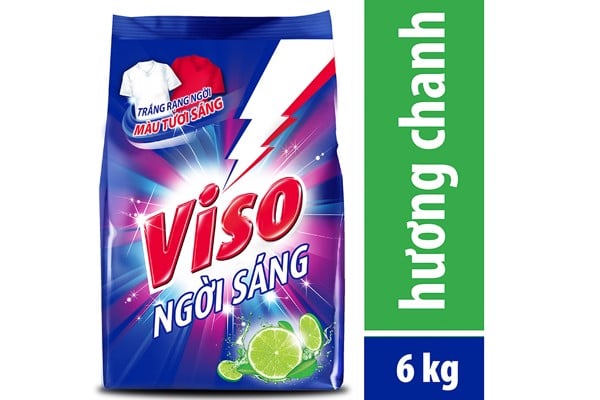 TRẮNG RẠNG NGỜI
MÀU TƯƠI SÁNG
Viso
NGỜI SÁNG
hương chanh
6 kg